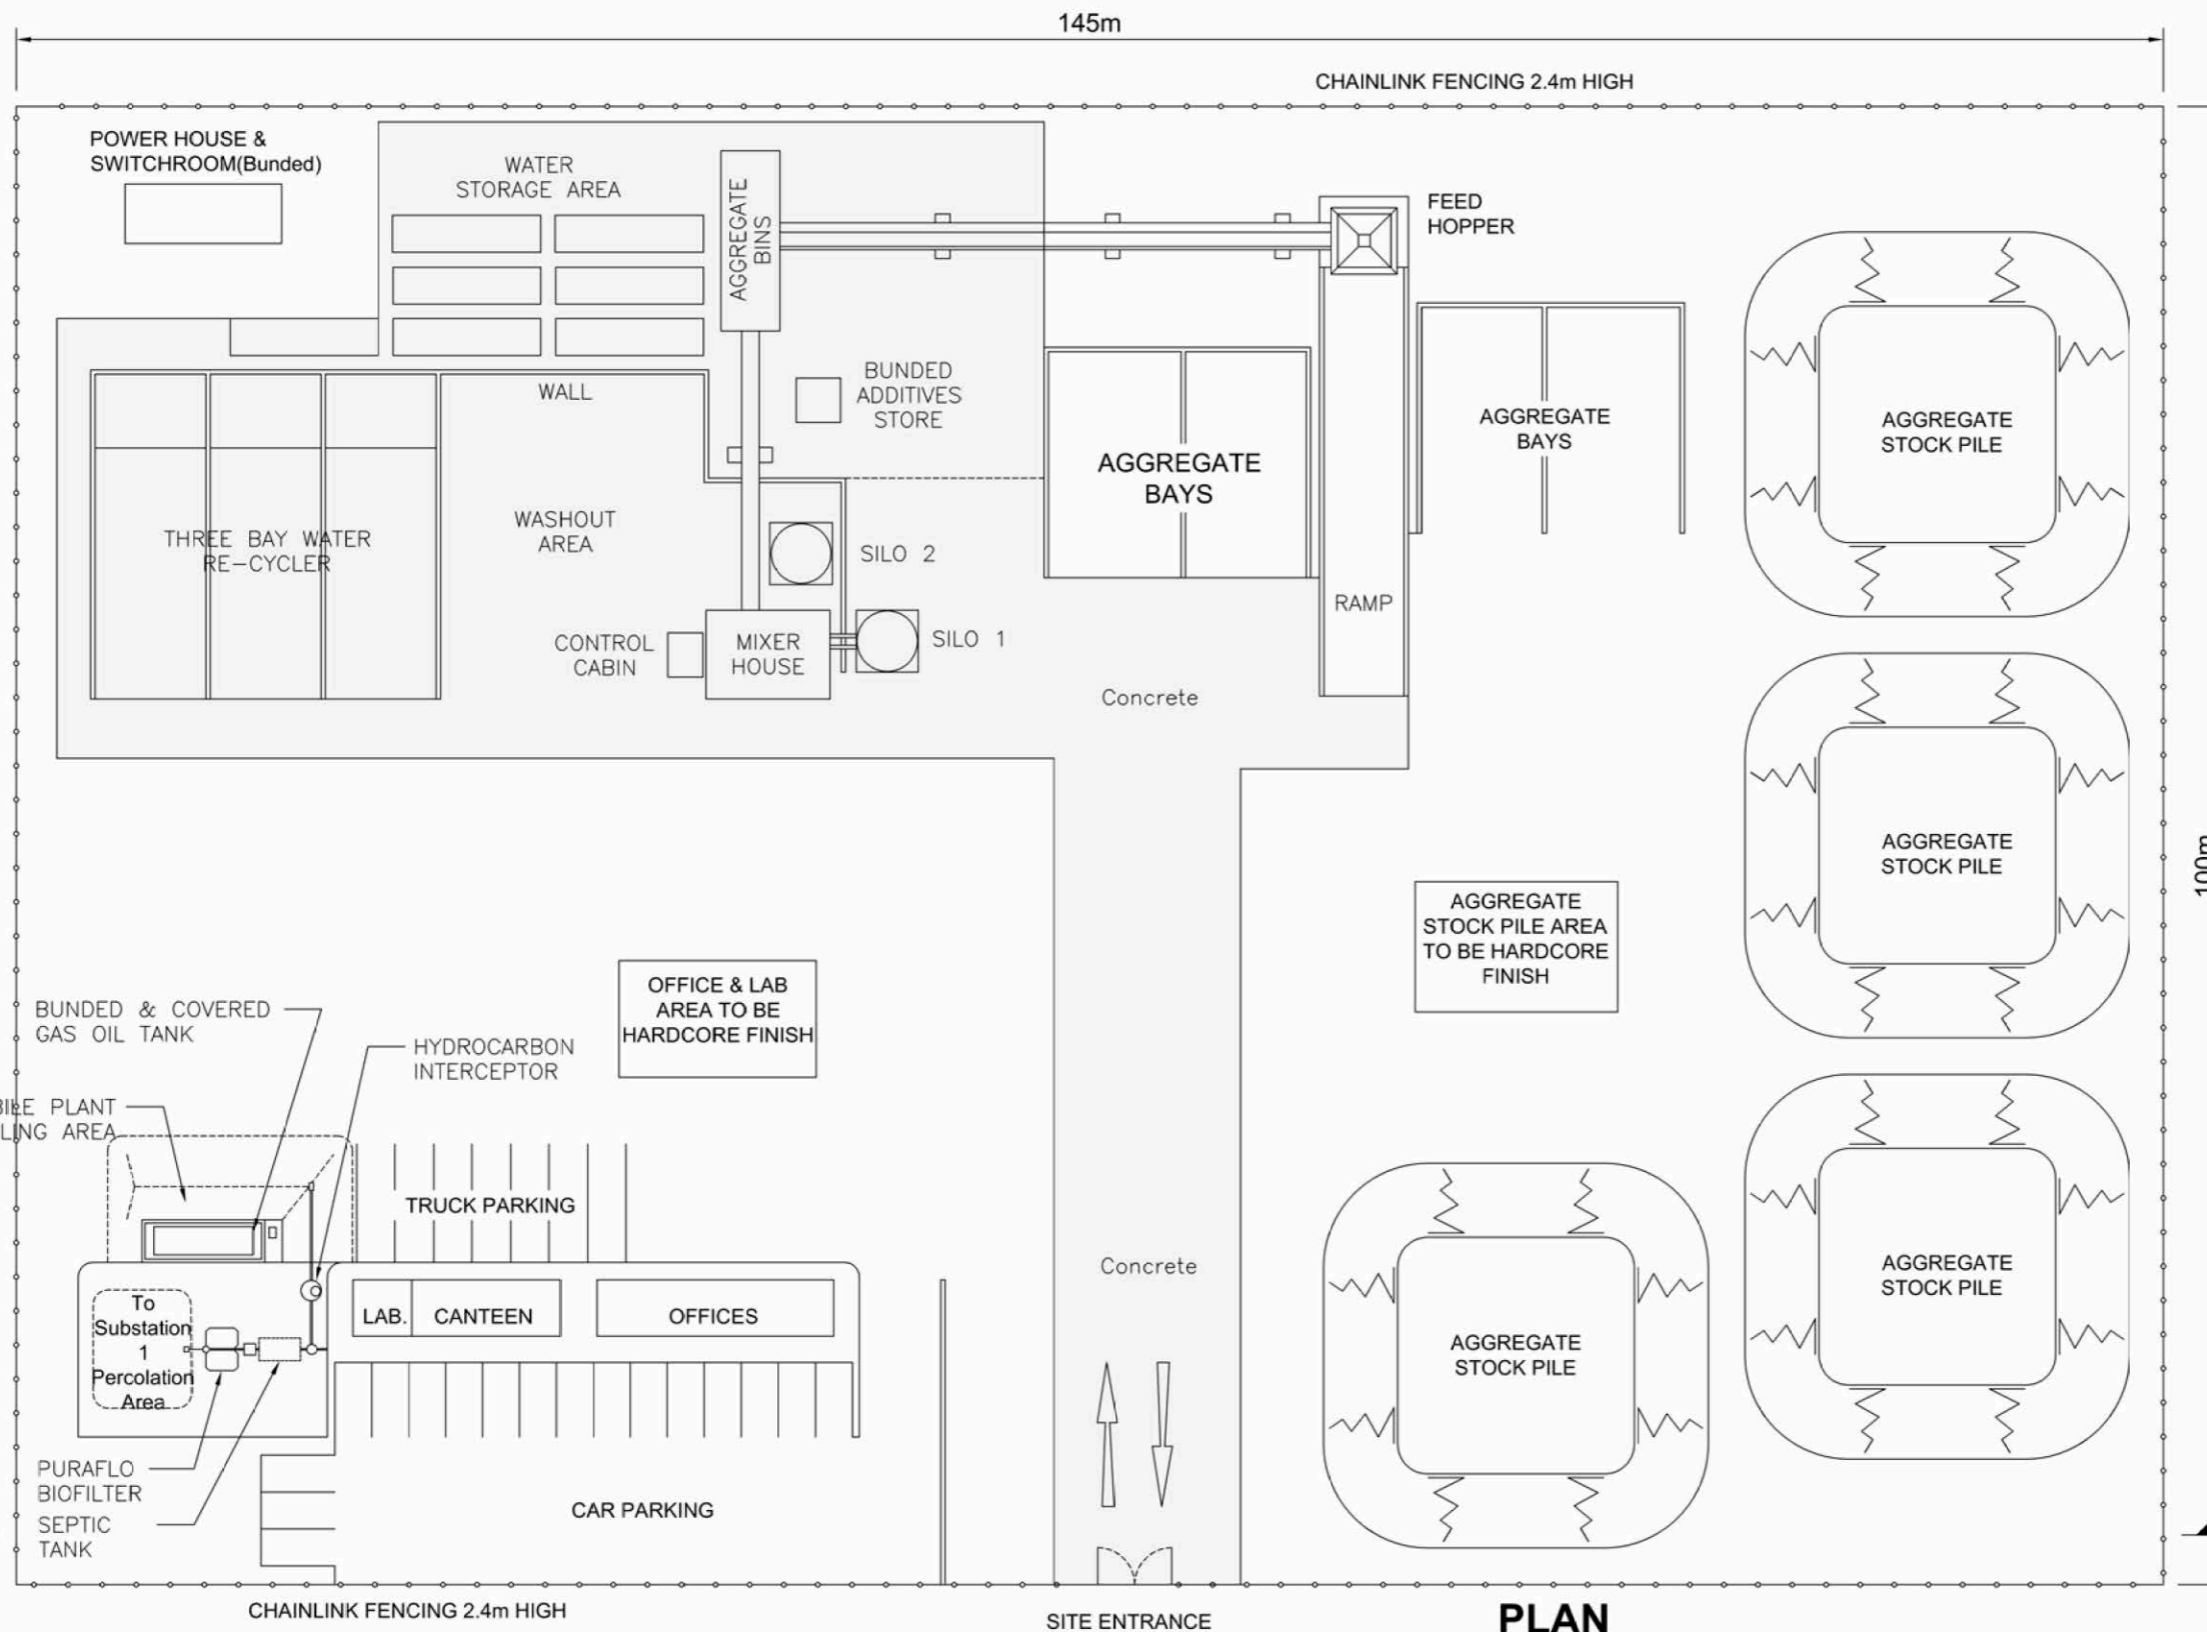 145m
CHAINLINK FENCING 2.4m HIGH
POWER HOUSE &
SWITCHROOM(Bunded)
WATER
STORAGE AREA
AGGREGATE
BINS
FEED
HOPPER
BUNDED
ADDITIVES
STORE
WALL
AGGREGATE
BAYS
AGGREGATE
BAYS
AGGREGATE
STOCK PILE
THREE BAY WATER
RE-CYCLER
WASHOUT
AREA
SILO 2
RAMP
CONTROL
CABIN
MIXER
HOUSE
SILO 1
Concrete
AGGREGATE
STOCK PILE
100m
AGGREGATE
STOCK PILE AREA
TO BE HARDCORE
FINISH
OFFICE & LAB
AREA TO BE
HARDCORE FINISH
BUNDED & COVERED
GAS OIL TANK
HYDROCARBON
INTERCEPTOR
PLANT
AREA
TRUCK PARKING
Concrete
AGGREGATE
STOCK PILE
To
Substation
1
Percolation
Area
LAB.
CANTEEN
OFFICES
AGGREGATE
STOCK PILE
PURAFLO
BIOFILTER
SEPTIC
TANK
CAR PARKING
CHAINLINK FENCING 2.4m HIGH
SITE ENTRANCE
PLAN